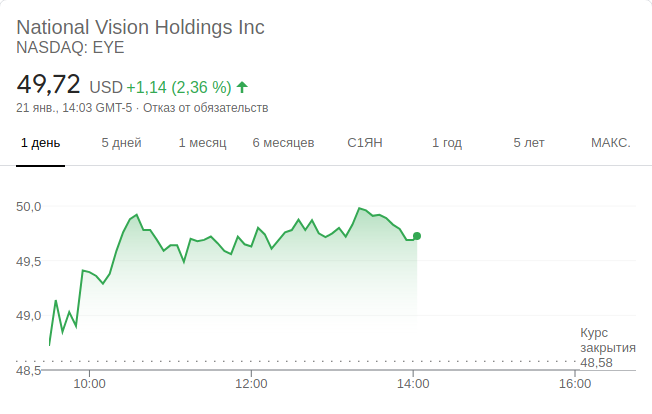 National Vision Holdings Inc
NASDAQ: EYE
49,72 USD +1,14 (2,36 %)
21 янв., 14:03 GMT-5 · Отказ от обязательств
1 день 5 дней 1 месяц 6 месяцев С1ЯН 1 год 5 лет МАКС.
50,0
49,5
49,0
Курс
закрытия
48,58
48,5
10:00 12:00 14:00 16:00